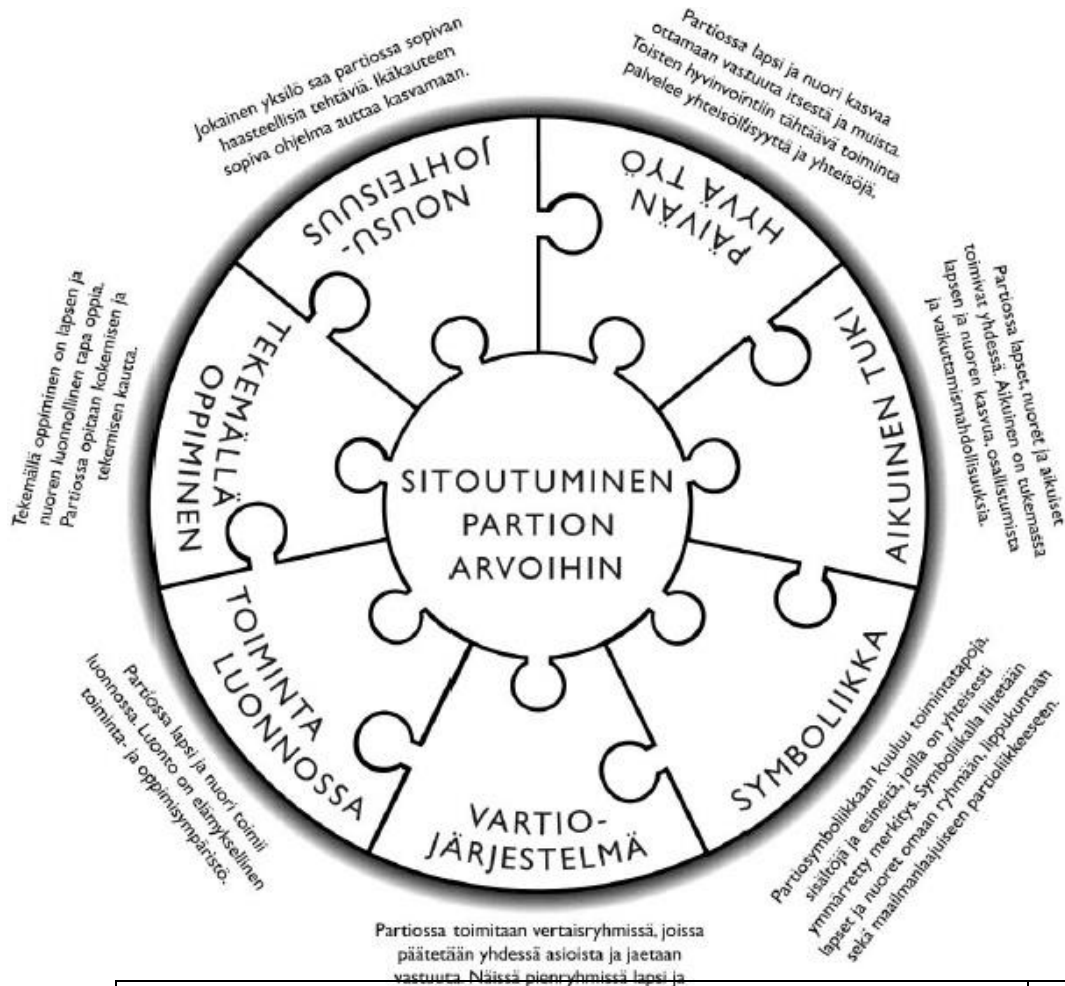 Jokainen yksilö saa partiossa sopivan
haasteellisia tehtäviä. Ikäkauteen
sopiva ohjelma auttaa kasvamaan.
NOUSU-
JOHTEISUUS
Partiossa lapsi ja nuori kasvaa
ottamaan vastuuta itsestä ja muista.
Toisten hyvinvointiin tähtäävä toiminta
palvelee yhteisöllisyyttä ja yhteisöjä.
PÄIVÄN
HYVÄ TYÖ
Partiossa lapset, nuoret ja aikuiset
toimivat yhdessä. Aikuinen on tukemassa
lapsen ja nuoren kasvua, osallistumista
ja vaikuttamismahdollisuuksia.
AIKUINEN TUKI
Partiosymboliikkaan kuuluu toimintatapoja,
sisältöjä ja esineitä, joilla on yhteisesti
ymmärretty merkitys. Symboliikalla liitetään
lapset ja nuoret omaan ryhmään, lippukuntaan
sekä maailmanlaajuiseen partioliikkeeseen.
SYMBOLIIKKA
VARTIO-
JÄRJESTELMÄ
Partiossa toimitaan vertaisryhmissä, joissa
päätetään yhdessä asioista ja jaetaan
vastuuta. Näissä pienryhmissä lapsi ja
TOIMINTA
LUONNOSSA
Partiossa lapsi ja nuori toimii
luonnossa. Luonto on elämyksellinen
toiminta- ja oppimisympäristö.
TEKEMÄLLÄ
OPPIMINEN
Tekemällä oppiminen on lapsen ja
nuoren luonnollinen tapa oppia.
Partiossa opitaan kokemisen ja
tekemisen kautta.
SITOUTUMINEN
PARTION
ARVOIHIN